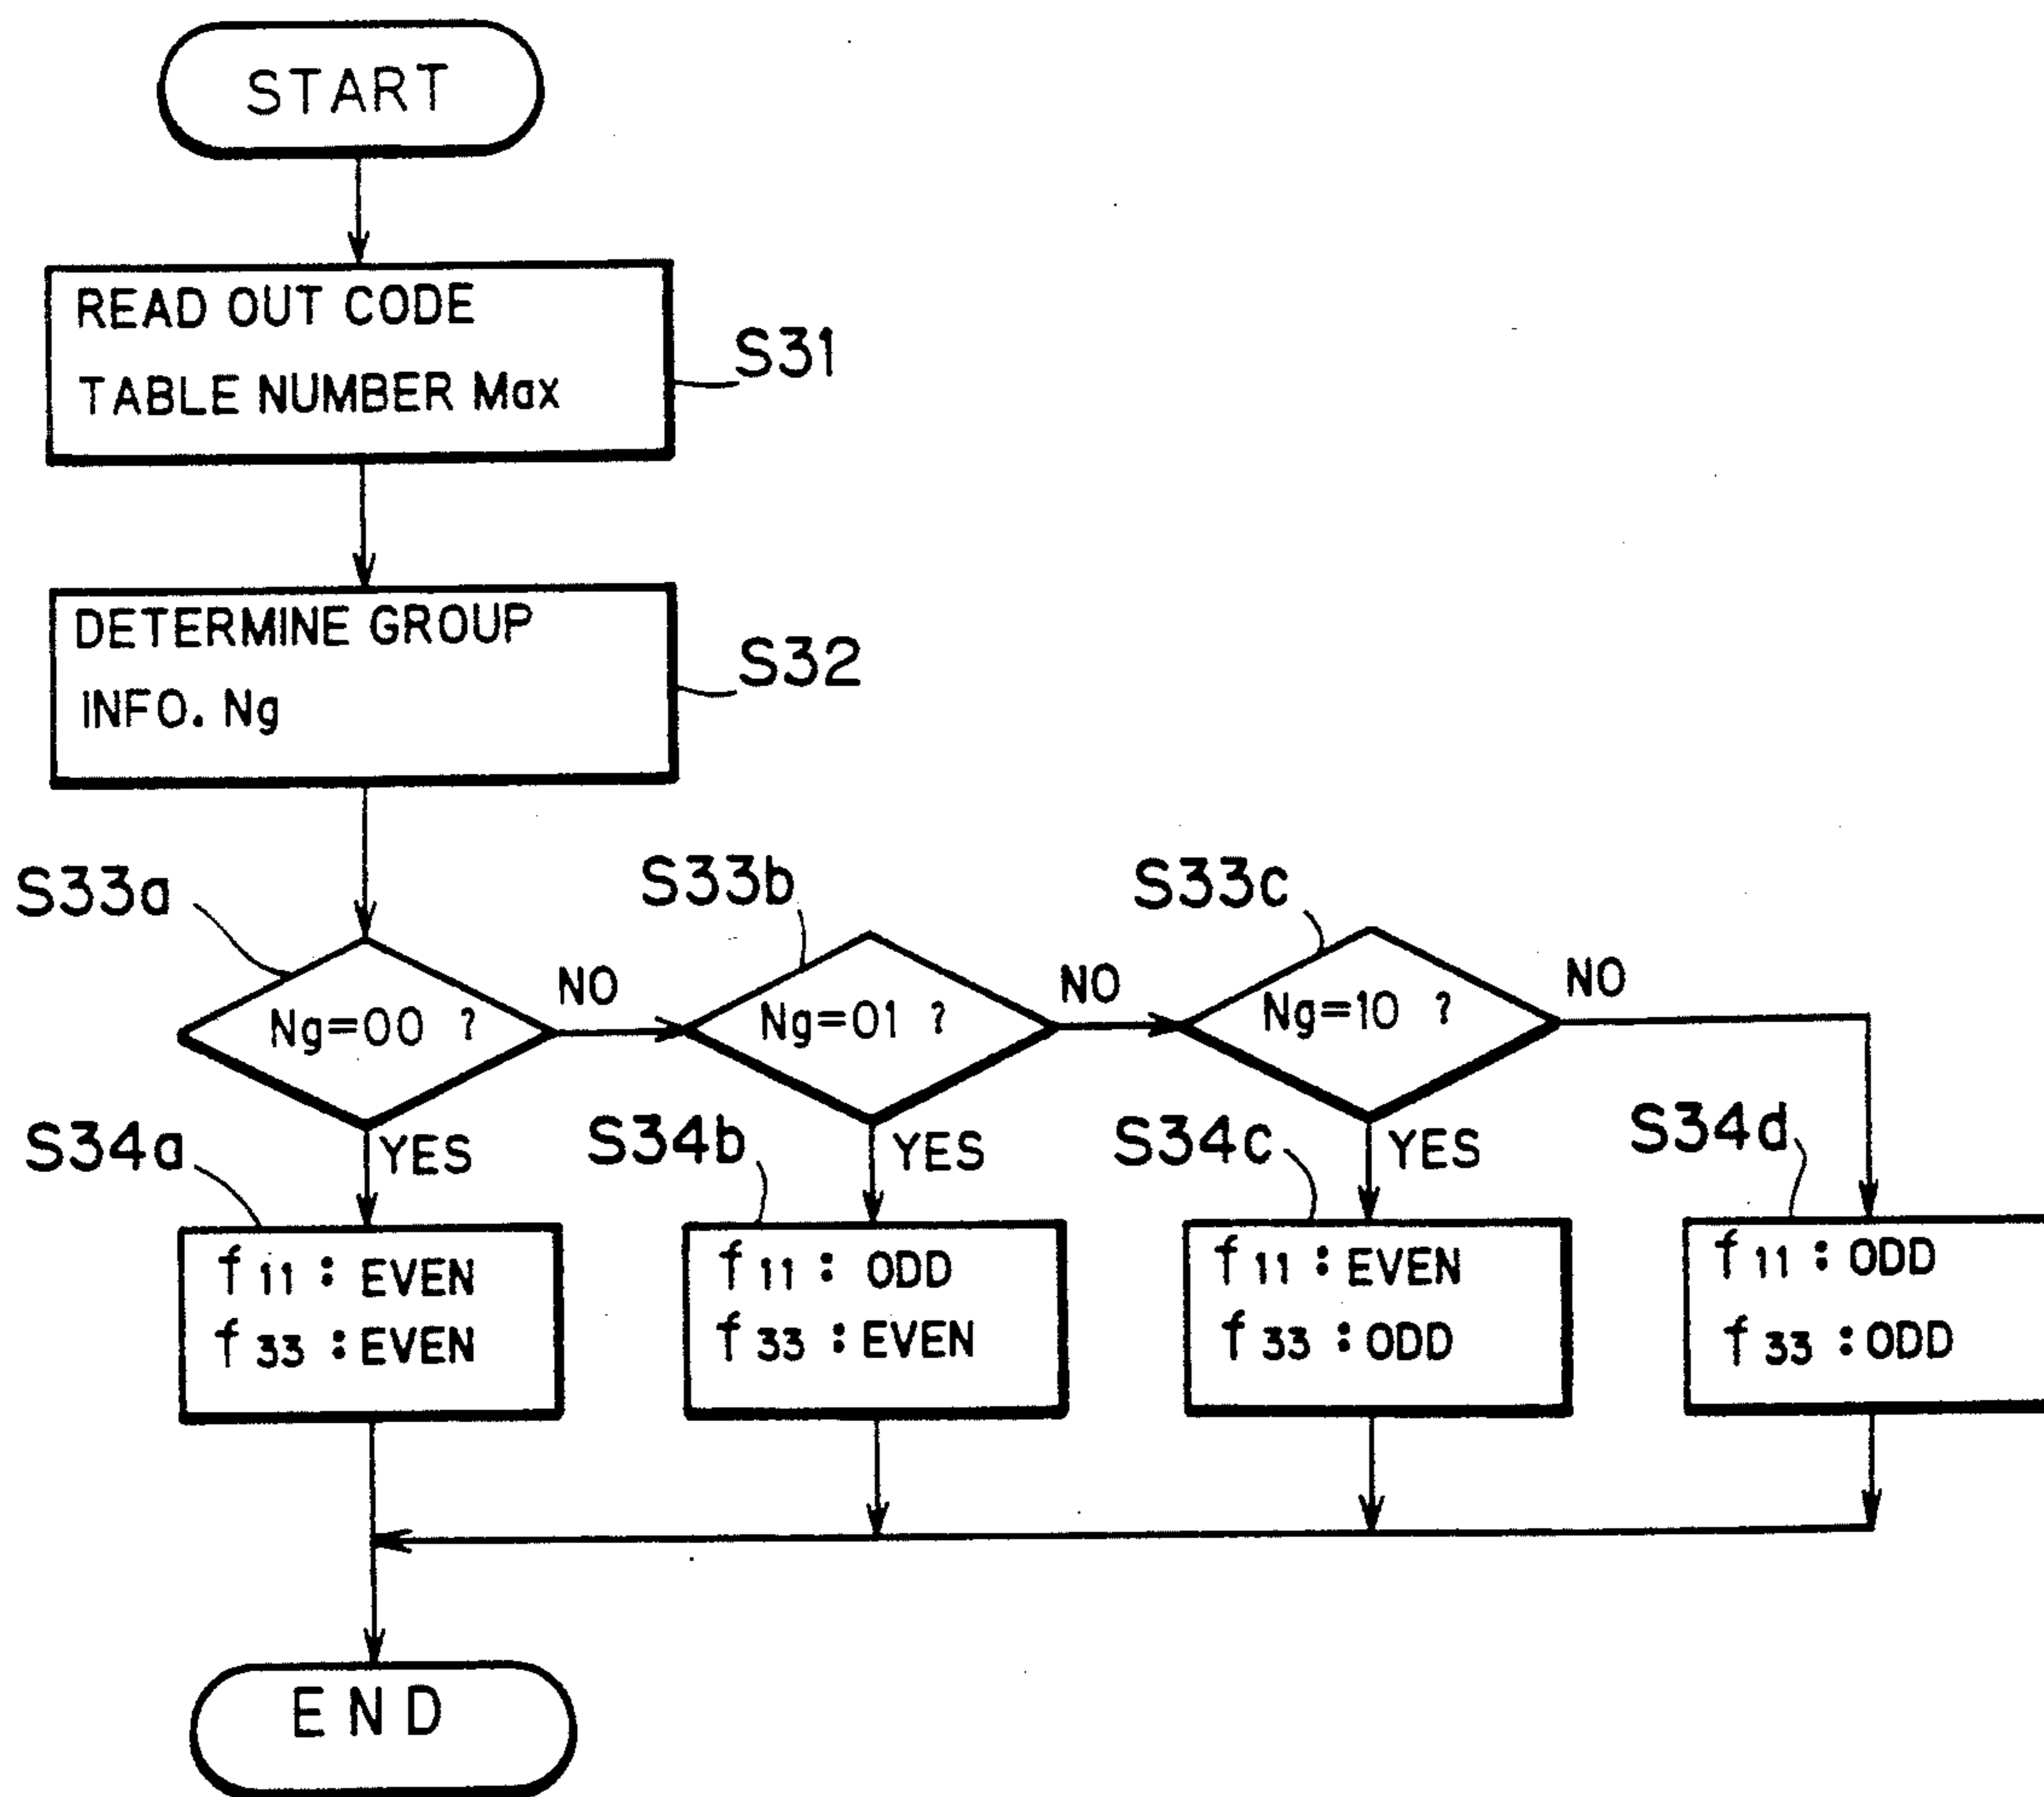 START
READ OUT CODE
TABLE NUMBER Max
S31
DETERMINE GROUP
INFO. Ng
S32
S33a
S33b
S33c
Ng=00 ?
NO
Ng=01 ?
NO
Ng=10 ?
NO
S34a
YES
S34b
YES
S34c
YES
S34d
f11 : EVEN
f33 : EVEN
f11 : ODD
f33 : EVEN
f11 : EVEN
f33 : ODD
f11 : ODD
f33 : ODD
END